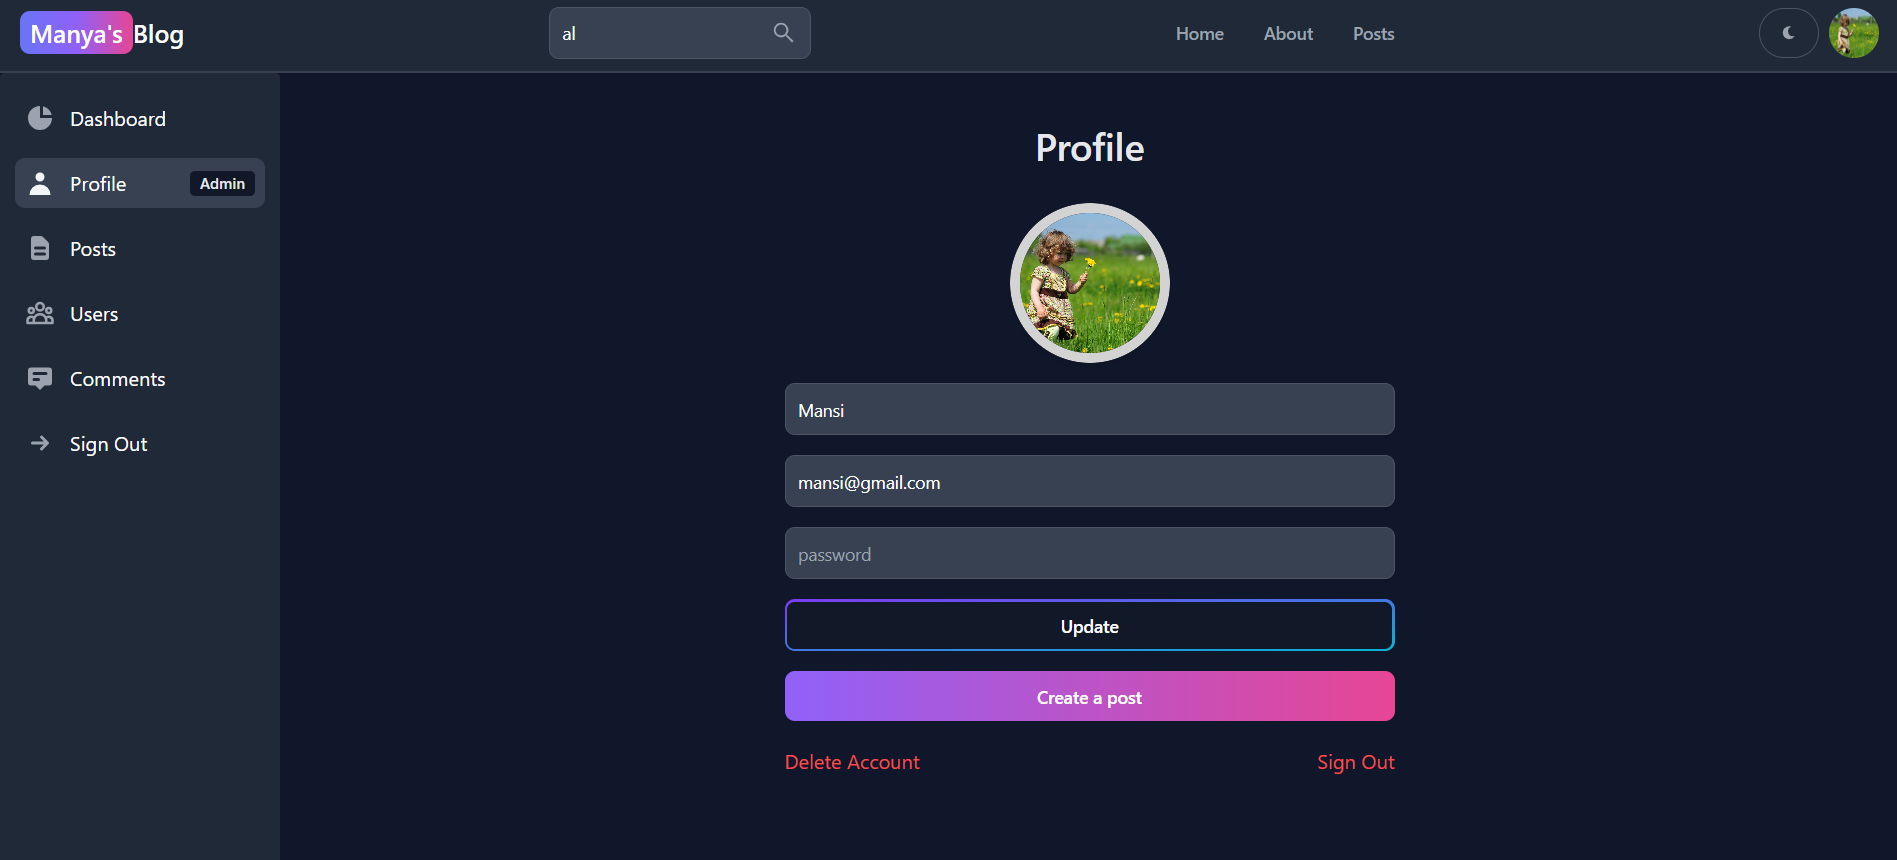 Manya's Blog
al
Home About Posts
Dashboard
Profile Admin
Posts
Users
Comments
Sign Out
Profile
Mansi
mansi@gmail.com
password
Update
Create a post
Delete Account Sign Out